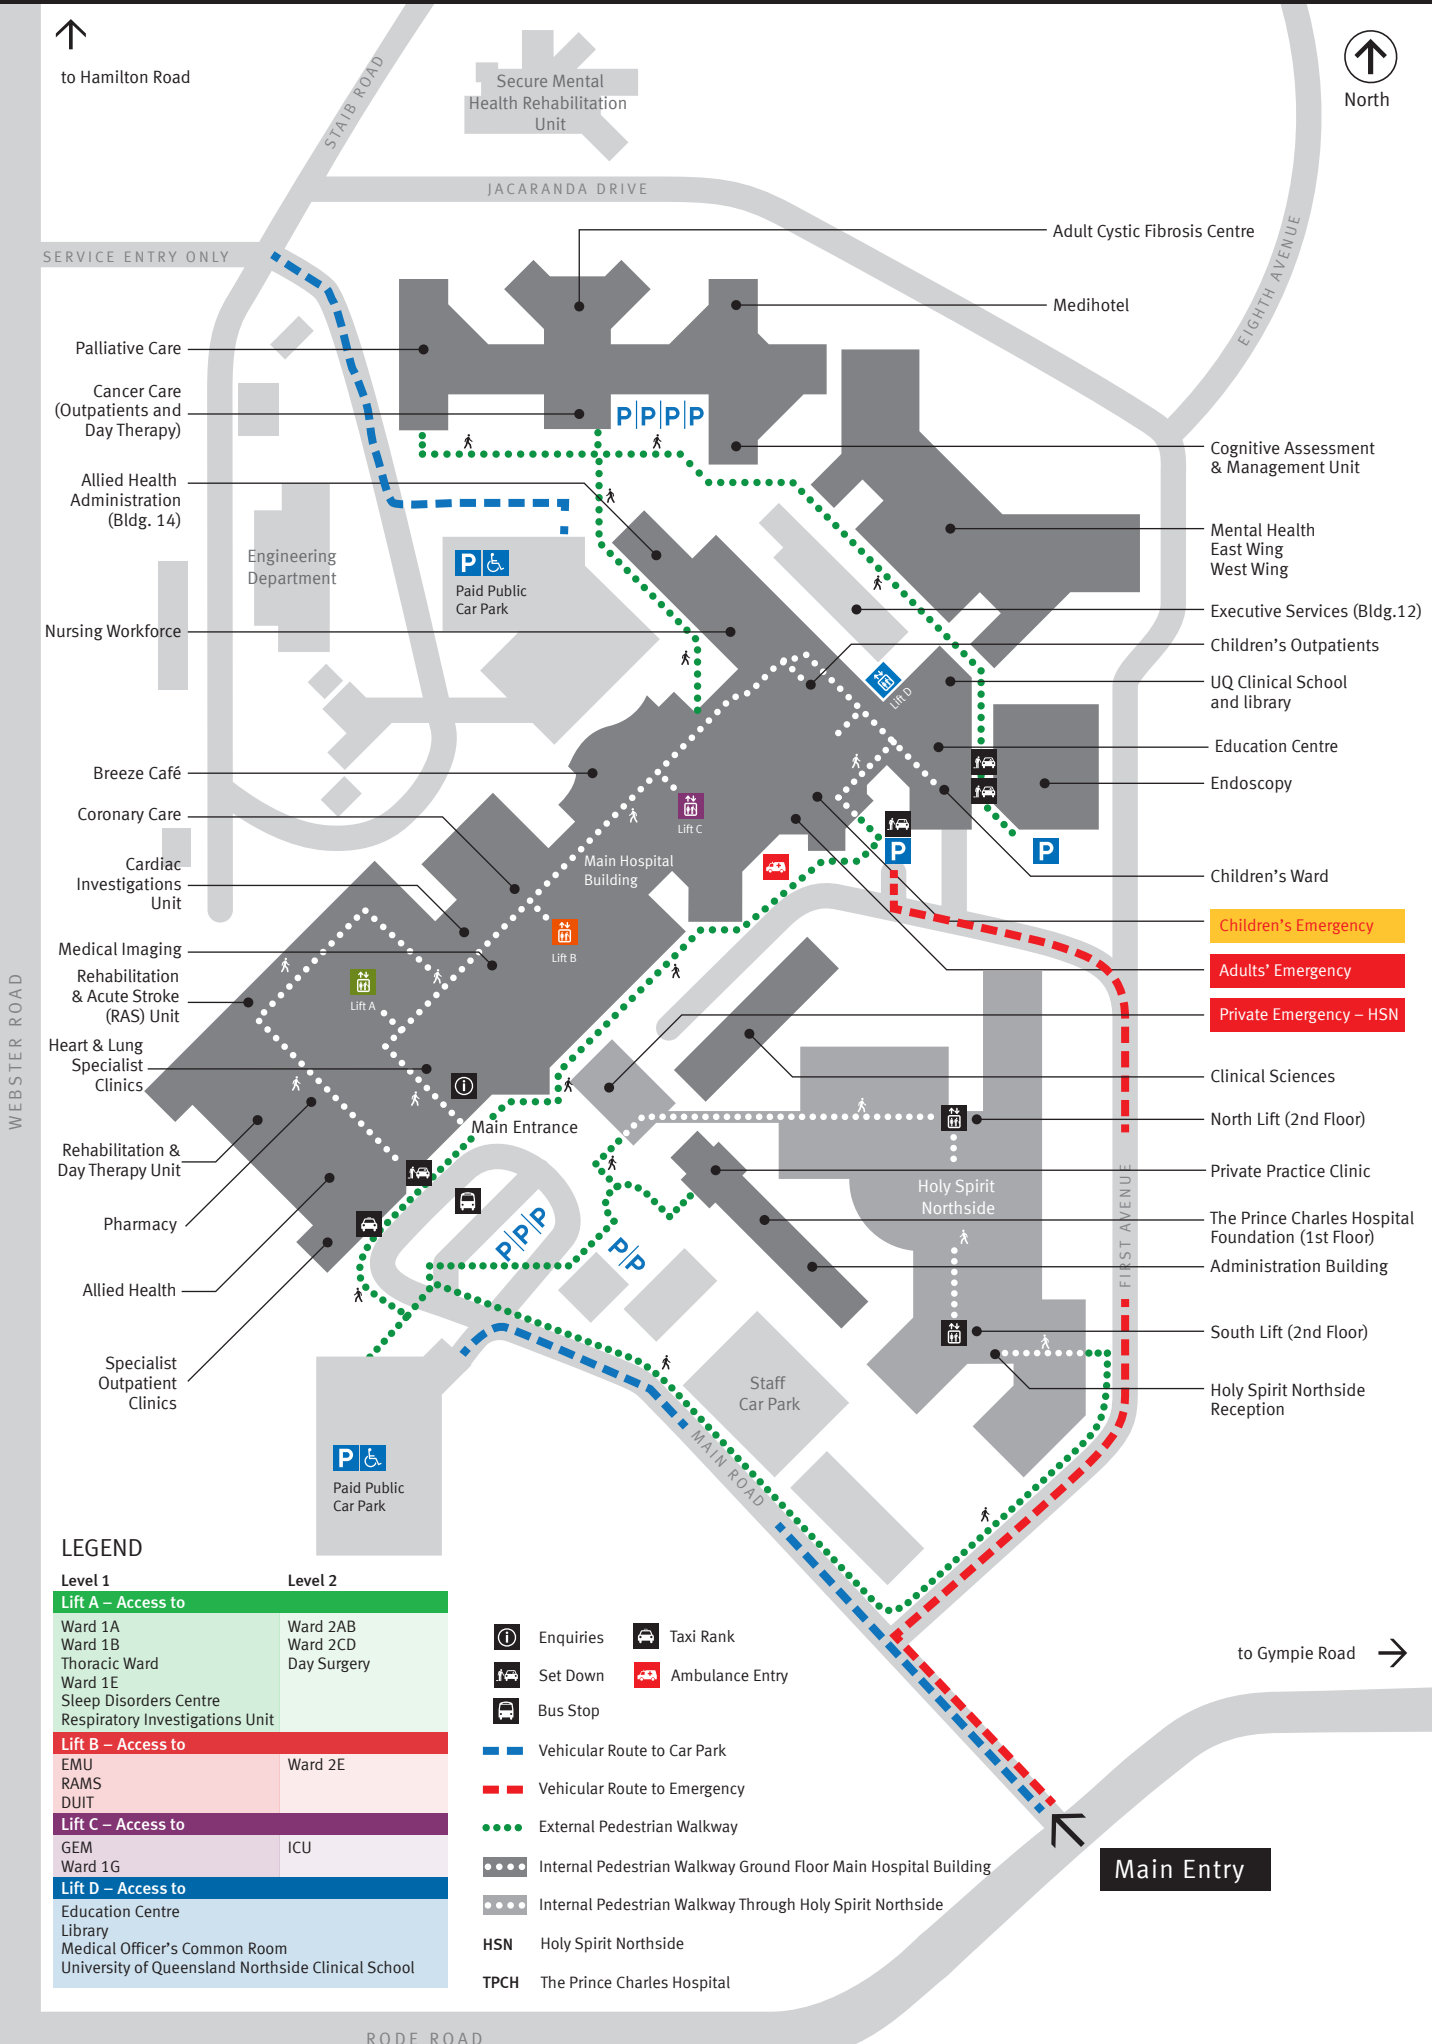 to Hamilton Road
North
STAIB ROAD
Secure Mental
Health Rehabilitation
Unit
JACARANDA DRIVE
SERVICE ENTRY ONLY
EIGHTH AVENUE
Adult Cystic Fibrosis Centre
Medihotel
Palliative Care
Cancer Care
(Outpatients and
Day Therapy)
P|P|P|P
Cognitive Assessment
& Management Unit
Allied Health
Administration
(Bldg. 14)
Mental Health
East Wing
West Wing
Engineering
Department
P
Paid Public
Car Park
Executive Services (Bldg.12)
Nursing Workforce
Children's Outpatients
Lift D
UQ Clinical School
and library
Education Centre
Breeze Café
Endoscopy
Coronary Care
Lift C
P
P
Main Hospital
Building
Cardiac
Investigations
Unit
Children's Ward
Children's Emergency
Medical Imaging
Lift B
Adults' Emergency
Rehabilitation
& Acute Stroke
(RAS) Unit
Lift A
Private Emergency – HSN
WEBSTER ROAD
Heart & Lung
Specialist
Clinics
Clinical Sciences
Main Entrance
North Lift (2nd Floor)
Rehabilitation &
Day Therapy Unit
Private Practice Clinic
Holy Spirit
Northside
FIRST AVENUE
Pharmacy
P|P|P
P|P
The Prince Charles Hospital
Foundation (1st Floor)
Administration Building
Allied Health
South Lift (2nd Floor)
Specialist
Outpatient
Clinics
Staff
Car Park
Holy Spirit Northside
Reception
MAIN ROAD
P
Paid Public
Car Park
LEGEND
Level 1 Level 2
Lift A – Access to
Ward 1A Ward 2AB
Ward 1B Ward 2CD
Thoracic Ward Day Surgery
Ward 1E
Sleep Disorders Centre
Respiratory Investigations Unit
Lift B – Access to
EMU Ward 2E
RAMS
DUIT
Lift C – Access to
GEM ICU
Ward 1G
Lift D – Access to
Education Centre
Library
Medical Officer's Common Room
University of Queensland Northside Clinical School
Enquiries Taxi Rank
Set Down Ambulance Entry
Bus Stop
Vehicular Route to Car Park
Vehicular Route to Emergency
External Pedestrian Walkway
Internal Pedestrian Walkway Ground Floor Main Hospital Building
Internal Pedestrian Walkway Through Holy Spirit Northside
HSN Holy Spirit Northside
TPCH The Prince Charles Hospital
to Gympie Road
Main Entry
RODE ROAD